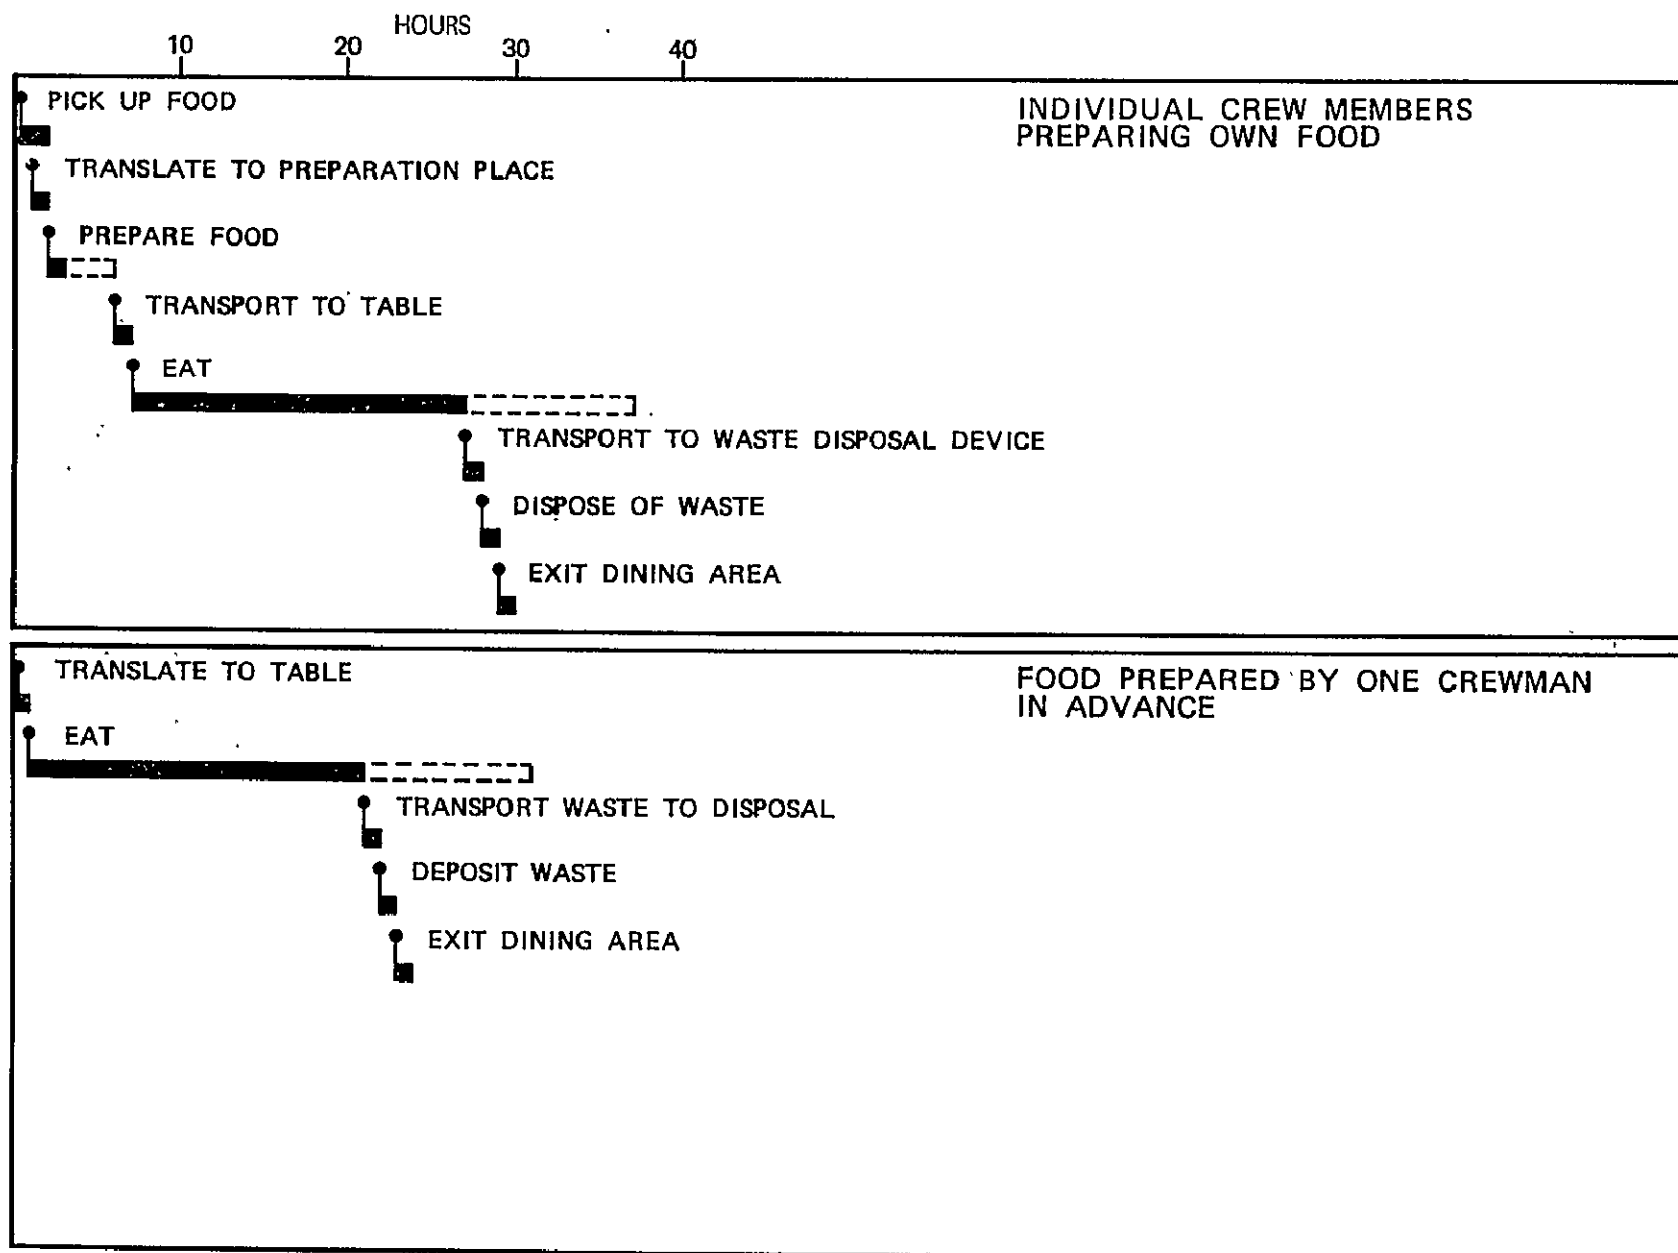 HOURS
10 20 30 40
PICK UP FOOD
INDIVIDUAL CREW MEMBERS
PREPARING OWN FOOD
TRANSLATE TO PREPARATION PLACE
PREPARE FOOD
TRANSPORT TO TABLE
EAT
TRANSPORT TO WASTE DISPOSAL DEVICE
DISPOSE OF WASTE
EXIT DINING AREA
TRANSLATE TO TABLE
FOOD PREPARED BY ONE CREWMAN
IN ADVANCE
EAT
TRANSPORT WASTE TO DISPOSAL
DEPOSIT WASTE
EXIT DINING AREA